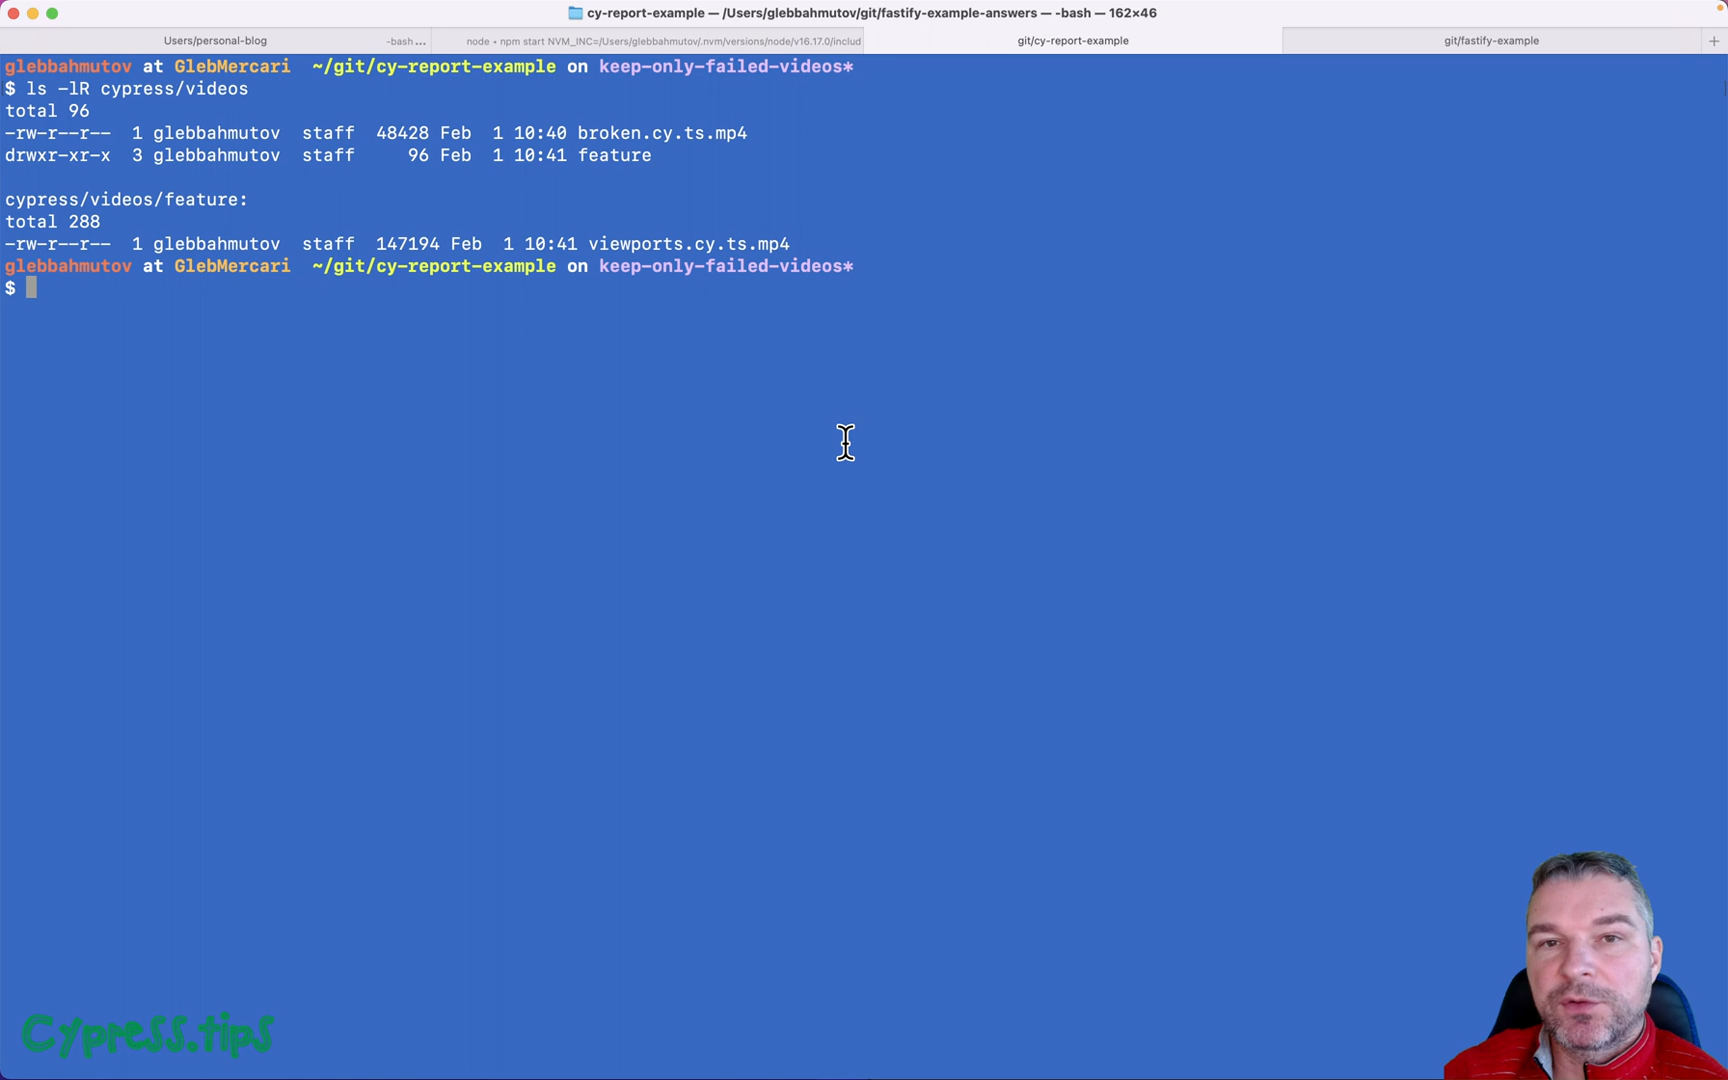 cy-report-example — /Users/glebbahmutov/git/fastify-example-answers — -bash — 162×46
Users/personal-blog -bash... node • npm start NVM_INC=/Users/glebbahmutov/.nvm/versions/node/v16.17.0/includ git/cy-report-example git/fastify-example +
glebbahmutov at GlebMercari ~/git/cy-report-example on keep-only-failed-videos*
$ ls -lR cypress/videos
total 96
-rw-r--r-- 1 glebbahmutov staff 48428 Feb 1 10:40 broken.cy.ts.mp4
drwxr-xr-x 3 glebbahmutov staff 96 Feb 1 10:41 feature
cypress/videos/feature:
total 288
-rw-r--r-- 1 glebbahmutov staff 147194 Feb 1 10:41 viewports.cy.ts.mp4
glebbahmutov at GlebMercari ~/git/cy-report-example on keep-only-failed-videos*
$
Cypress.tips